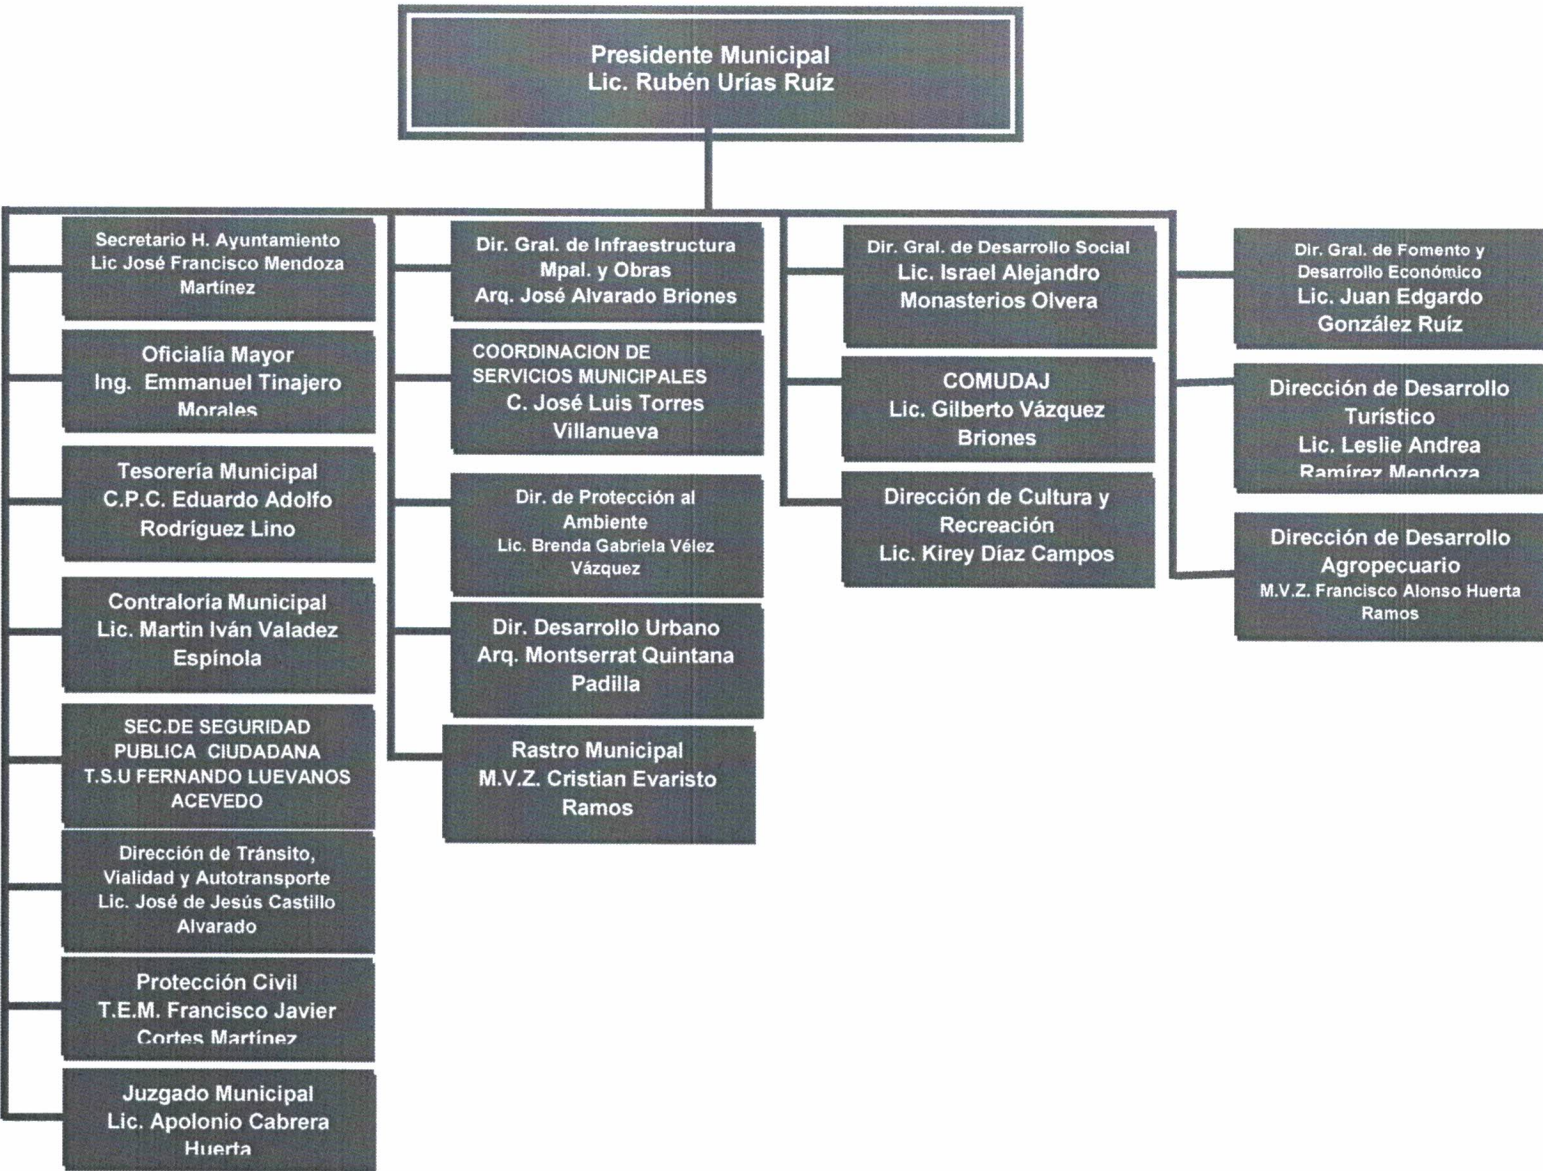 Presidente Municipal
Lic. Rubén Urías Ruíz
Secretario H. Ayuntamiento
Lic José Francisco Mendoza
Martínez
Oficialía Mayor
Ing. Emmanuel Tinajero
Morales
Tesorería Municipal
C.P.C. Eduardo Adolfo
Rodríguez Lino
Contraloría Municipal
Lic. Martin Iván Valadez
Espínola
SEC.DE SEGURIDAD
PUBLICA CIUDADANA
T.S.U FERNANDO LUEVANOS
ACEVEDO
Dirección de Tránsito,
Vialidad y Autotransporte
Lic. José de Jesús Castillo
Alvarado
Protección Civil
T.E.M. Francisco Javier
Cortes Martínez
Juzgado Municipal
Lic. Apolonio Cabrera
Huerta
Dir. Gral. de Infraestructura
Mpal. y Obras
Arq. José Alvarado Briones
COORDINACION DE
SERVICIOS MUNICIPALES
C. José Luis Torres
Villanueva
Dir. de Protección al
Ambiente
Lic. Brenda Gabriela Vélez
Vázquez
Dir. Desarrollo Urbano
Arq. Montserrat Quintana
Padilla
Rastro Municipal
M.V.Z. Cristian Evaristo
Ramos
Dir. Gral. de Desarrollo Social
Lic. Israel Alejandro
Monasterios Olvera
COMUDAJ
Lic. Gilberto Vázquez
Briones
Dirección de Cultura y
Recreación
Lic. Kirey Díaz Campos
Dir. Gral. de Fomento y
Desarrollo Económico
Lic. Juan Edgardo
González Ruíz
Dirección de Desarrollo
Turístico
Lic. Leslie Andrea
Ramírez Mendoza
Dirección de Desarrollo
Agropecuario
M.V.Z. Francisco Alonso Huerta
Ramos